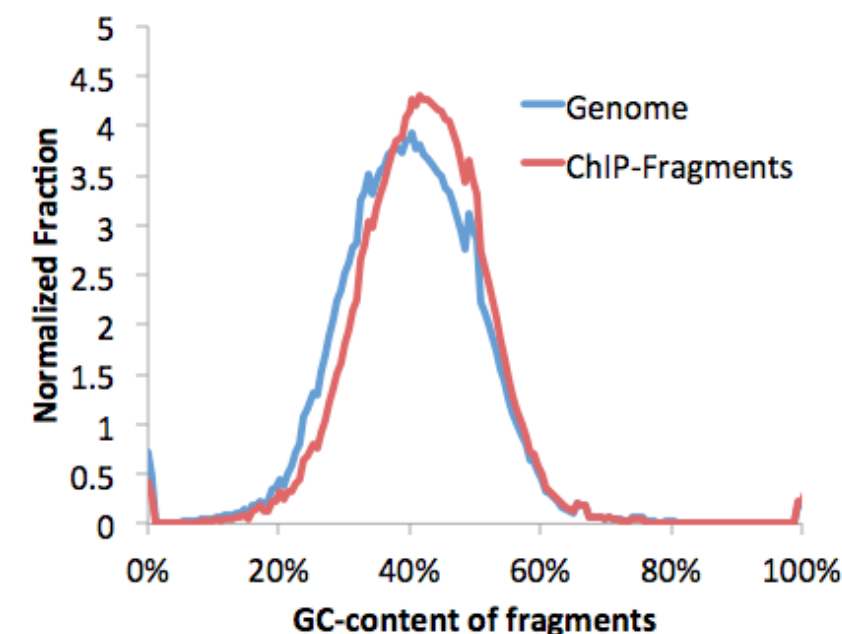 5
4.5
4
3.5
3
2.5
2
1.5
1
0.5
0
Normalized Fraction
Genome
ChIP-Fragments
0% 20% 40% 60% 80% 100%
GC-content of fragments